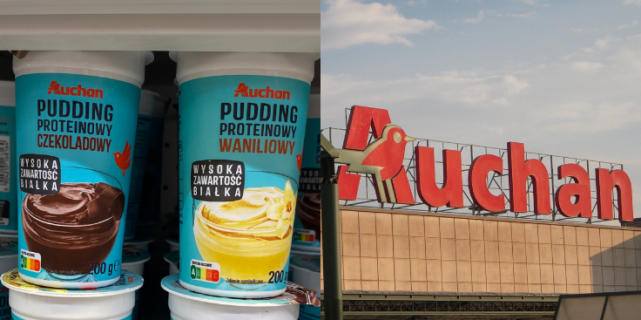 Auchan
PUDDING
PROTEINOWY
CZEKOLADOWY
WYSOKA
ZAWARTOŚĆ
BIAŁKA
200 g
Auchan
PUDDING
PROTEINOWY
WANILIOWY
WYSOKA
ZAWARTOŚĆ
BIAŁKA
200
Auchan